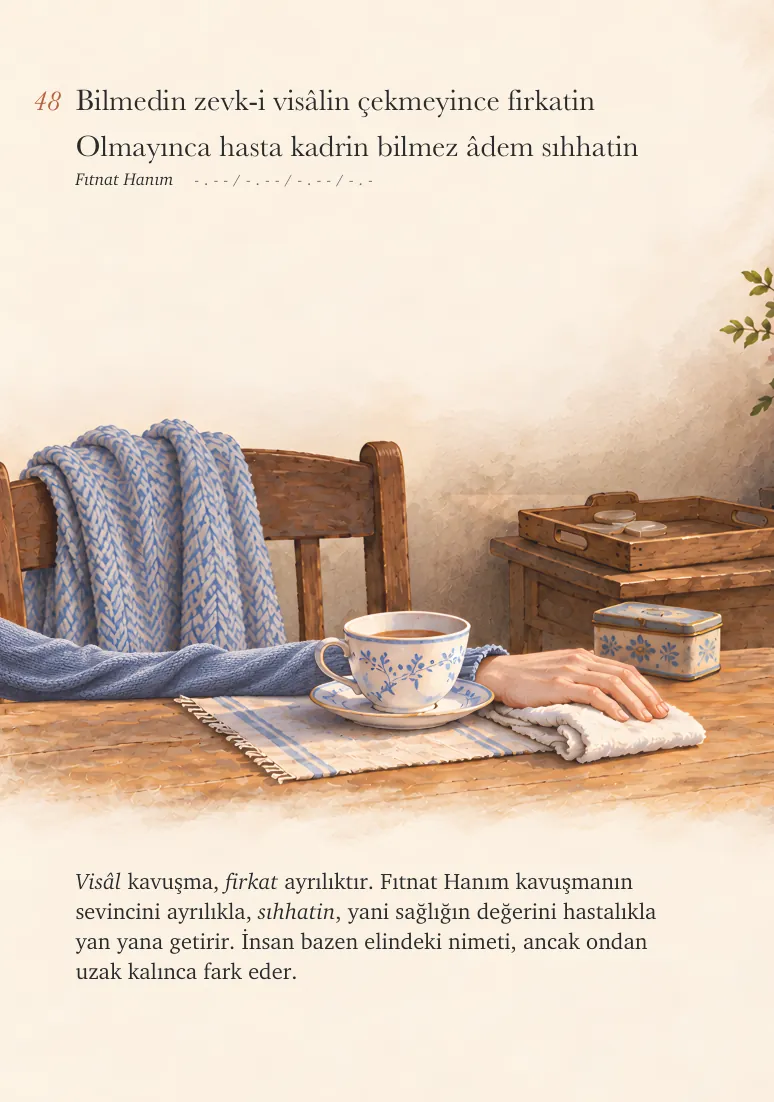 48 Bilmedin zevk-i visâlin çekmeyince firkatin
Olmayınca hasta kadrin bilmez âdem sıhhatin
Fıtnat Hanım - . - - / - . - - / - . - - / - . -
Visâl kavuşma, firkat ayrılıktır. Fıtnat Hanım kavuşmanın
sevincini ayrılıkla, sıhhatin, yani sağlığın değerini hastalıkla
yan yana getirir. İnsan bazen elindeki nimeti, ancak ondan
uzak kalınca fark eder.